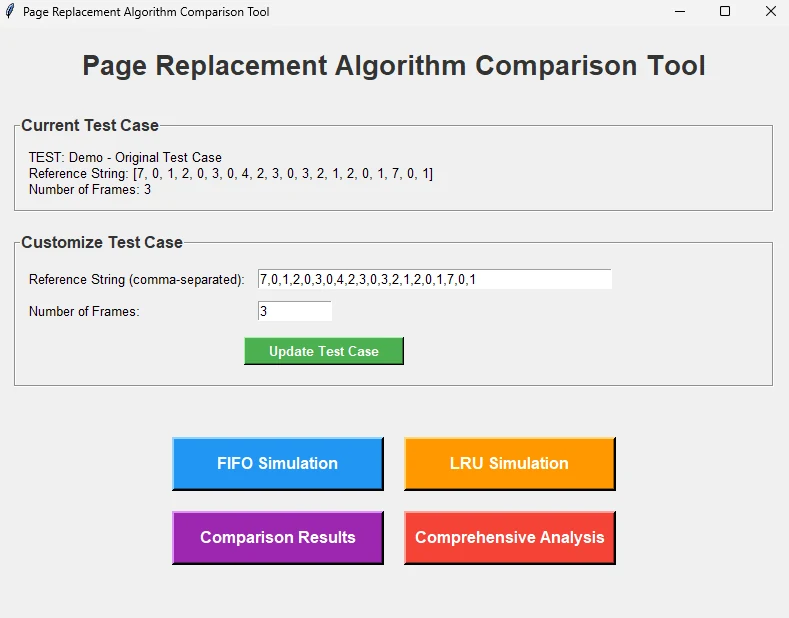 Page Replacement Algorithm Comparison Tool
Page Replacement Algorithm Comparison Tool
Current Test Case
TEST: Demo - Original Test Case
Reference String: [7, 0, 1, 2, 0, 3, 0, 4, 2, 3, 0, 3, 2, 1, 2, 0, 1, 7, 0, 1]
Number of Frames: 3
Customize Test Case
Reference String (comma-separated): 7,0,1,2,0,3,0,4,2,3,0,3,2,1,2,0,1,7,0,1
Number of Frames: 3
Update Test Case
FIFO Simulation LRU Simulation
Comparison Results Comprehensive Analysis